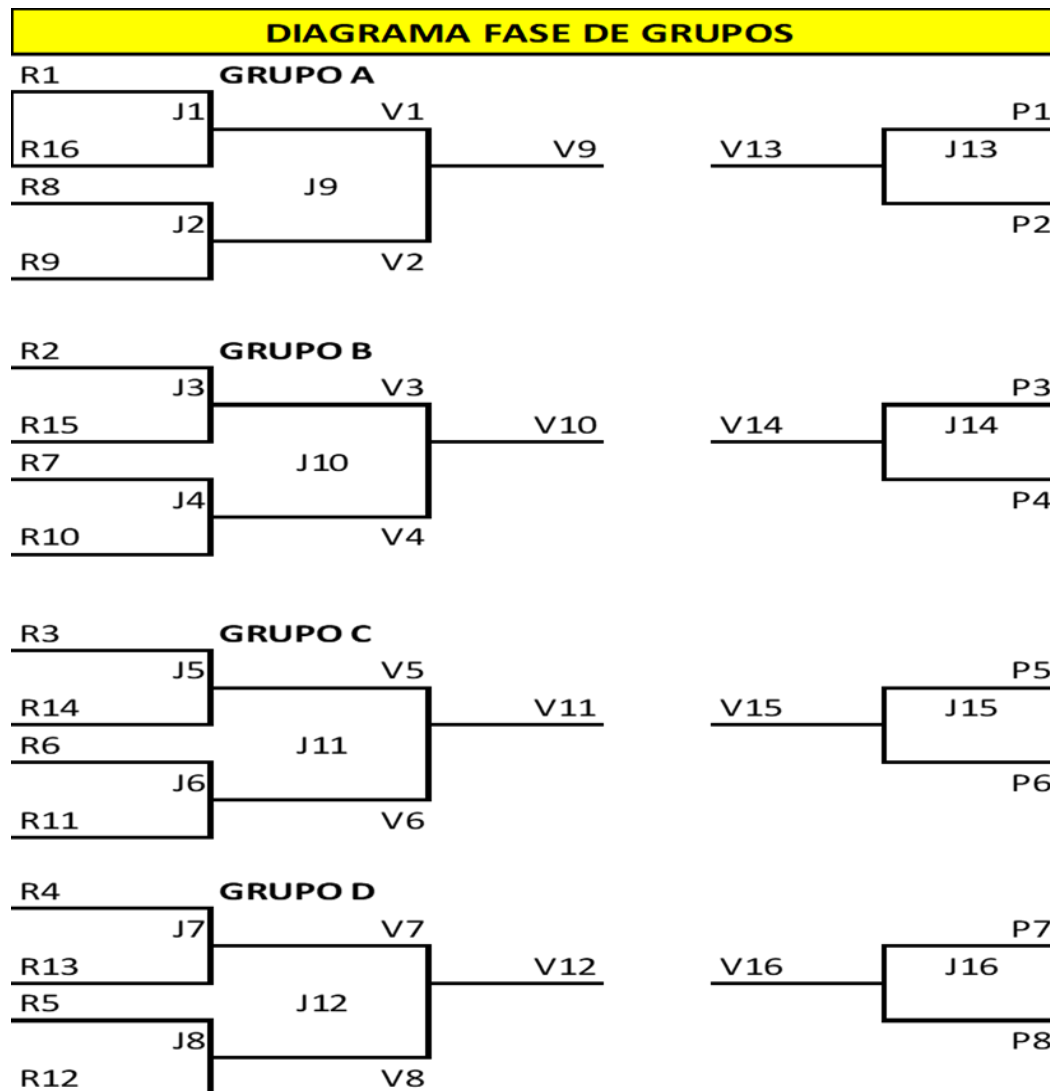 DIAGRAMA FASE DE GRUPOS
R1 GRUPO A
J1 V1 P1
R16 V9 V13 J13
R8 J9
J2 P2
R9 V2
R2 GRUPO B
J3 V3 P3
R15 V10 V14 J14
R7 J10
J4 P4
R10 V4
R3 GRUPO C
J5 V5 P5
R14 V11 V15 J15
R6 J11
J6 P6
R11 V6
R4 GRUPO D
J7 V7 P7
R13 V12 V16 J16
R5 J12
J8 P8
R12 V8